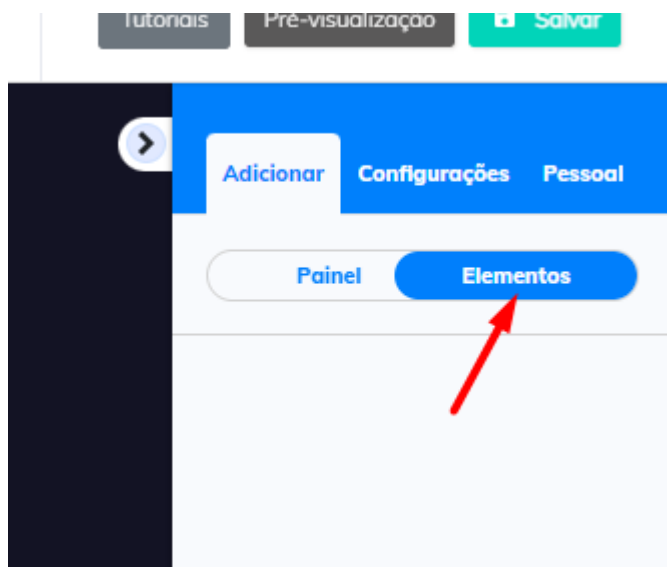 Tutoriais Pré-visualização Salvar
Adicionar Configurações Pessoal
Painel Elementos